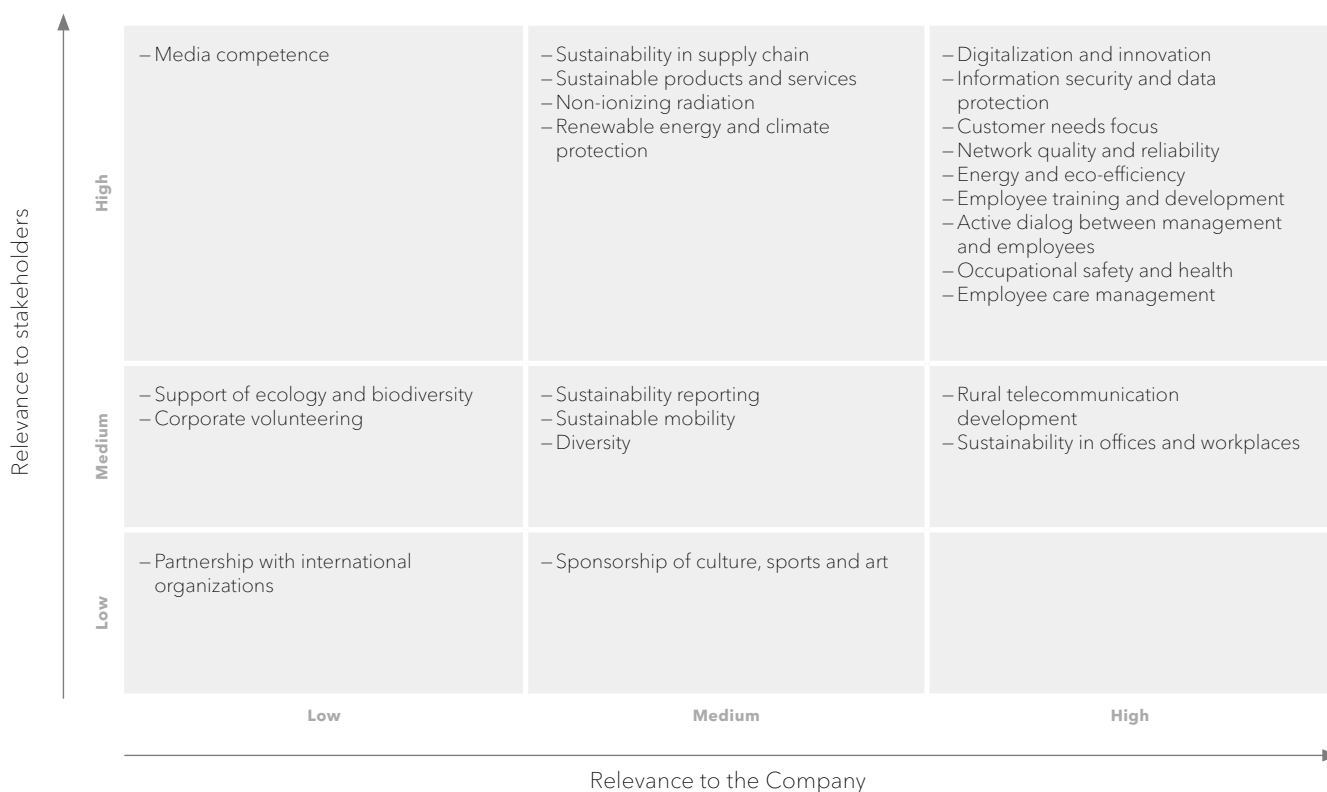 Relevance to stakeholders
High
— Media competence
— Sustainability in supply chain
— Sustainable products and services
— Non-ionizing radiation
— Renewable energy and climate
protection
— Digitalization and innovation
— Information security and data
protection
— Customer needs focus
— Network quality and reliability
— Energy and eco-efficiency
— Employee training and development
— Active dialog between management
and employees
— Occupational safety and health
— Employee care management
Medium
— Support of ecology and biodiversity
— Corporate volunteering
— Sustainability reporting
— Sustainable mobility
— Diversity
— Rural telecommunication
development
— Sustainability in offices and workplaces
Low
— Partnership with international
organizations
— Sponsorship of culture, sports and art
Low
Medium
High
Relevance to the Company